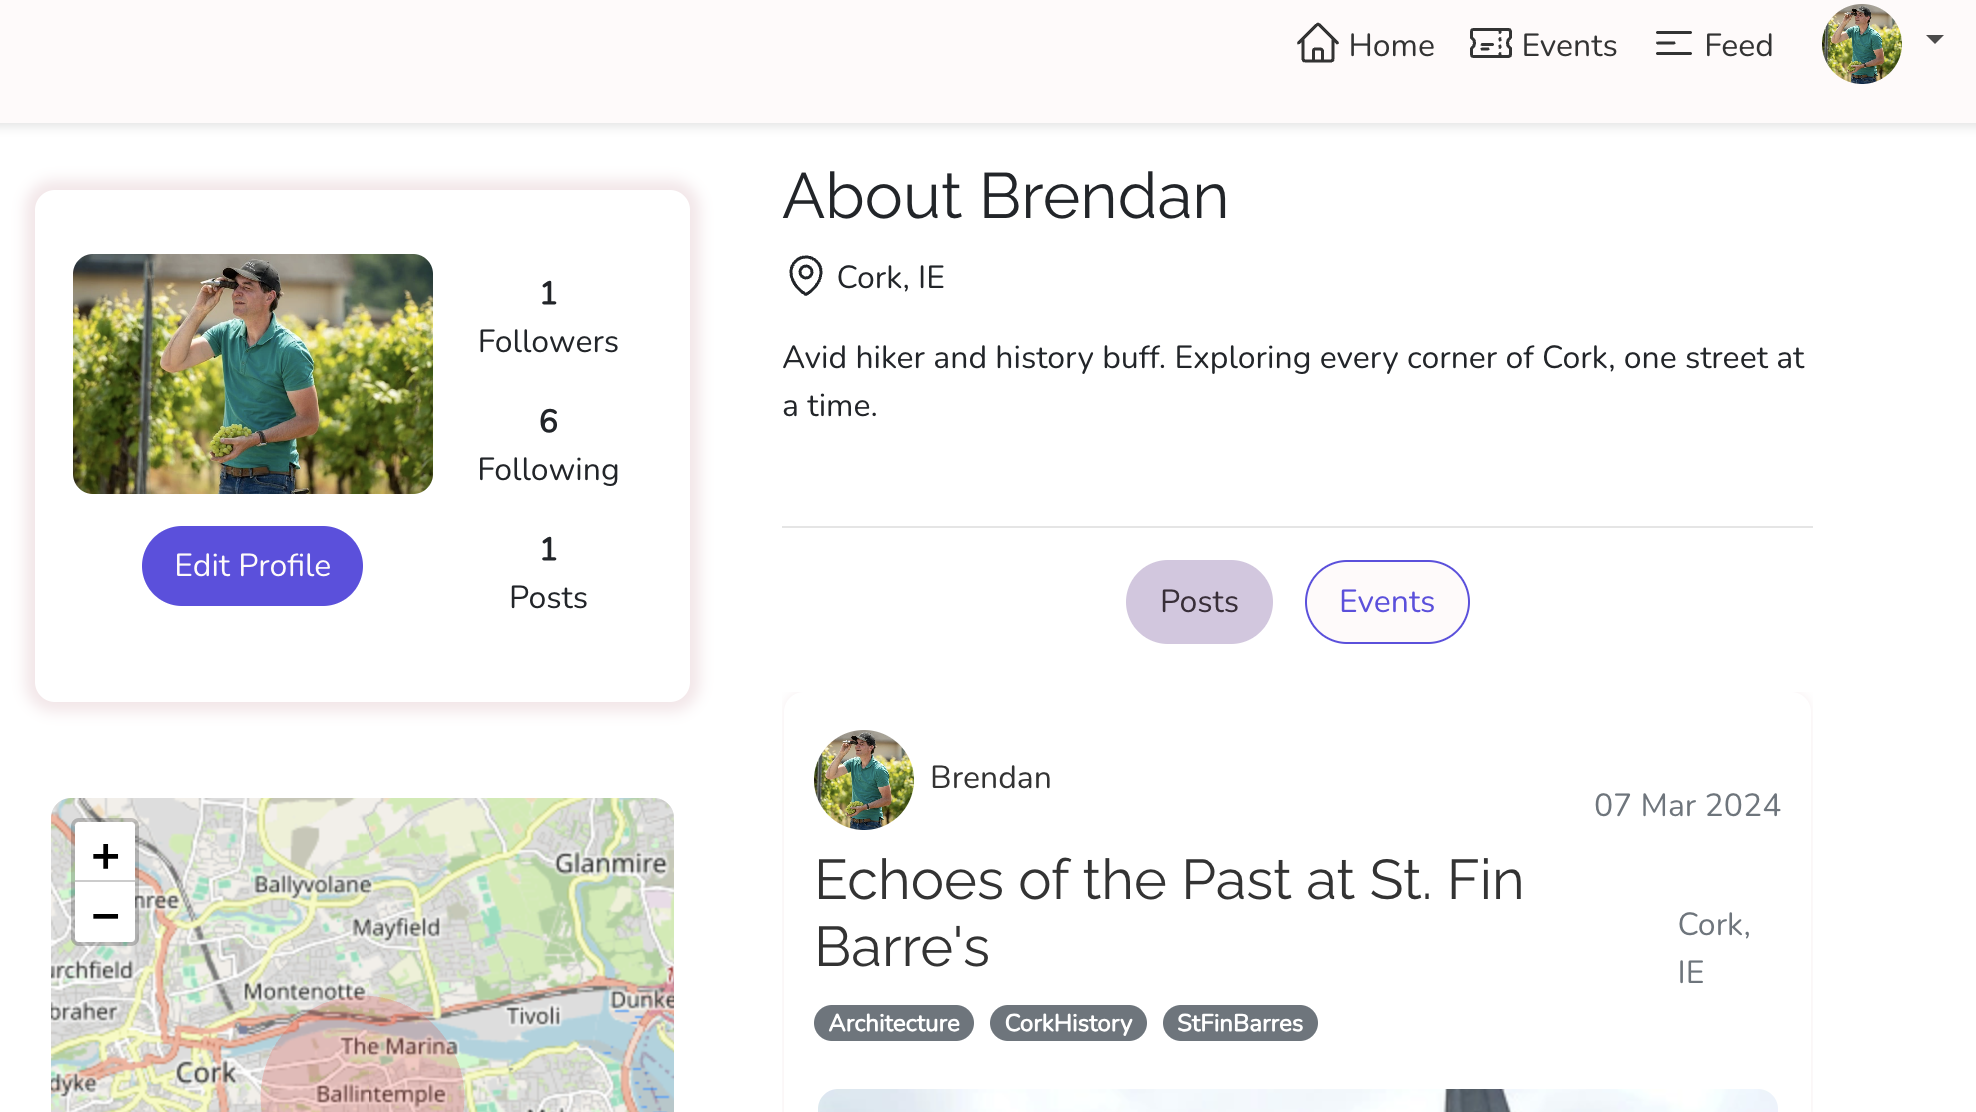 Home Events Feed
About Brendan
Cork, IE
Avid hiker and history buff. Exploring every corner of Cork, one street at
a time.
1
Followers
6
Following
1
Posts
Edit Profile
Posts Events
Brendan
07 Mar 2024
Echoes of the Past at St. Fin
Barre's
Cork,
IE
Architecture CorkHistory StFinBarres
+
−
Glanmire
Ballyvolane
nree
Mayfield
urchfield
Montenotte
braher
Dunke
Tivoli
The Marina
Cork
dyke
Ballintemple